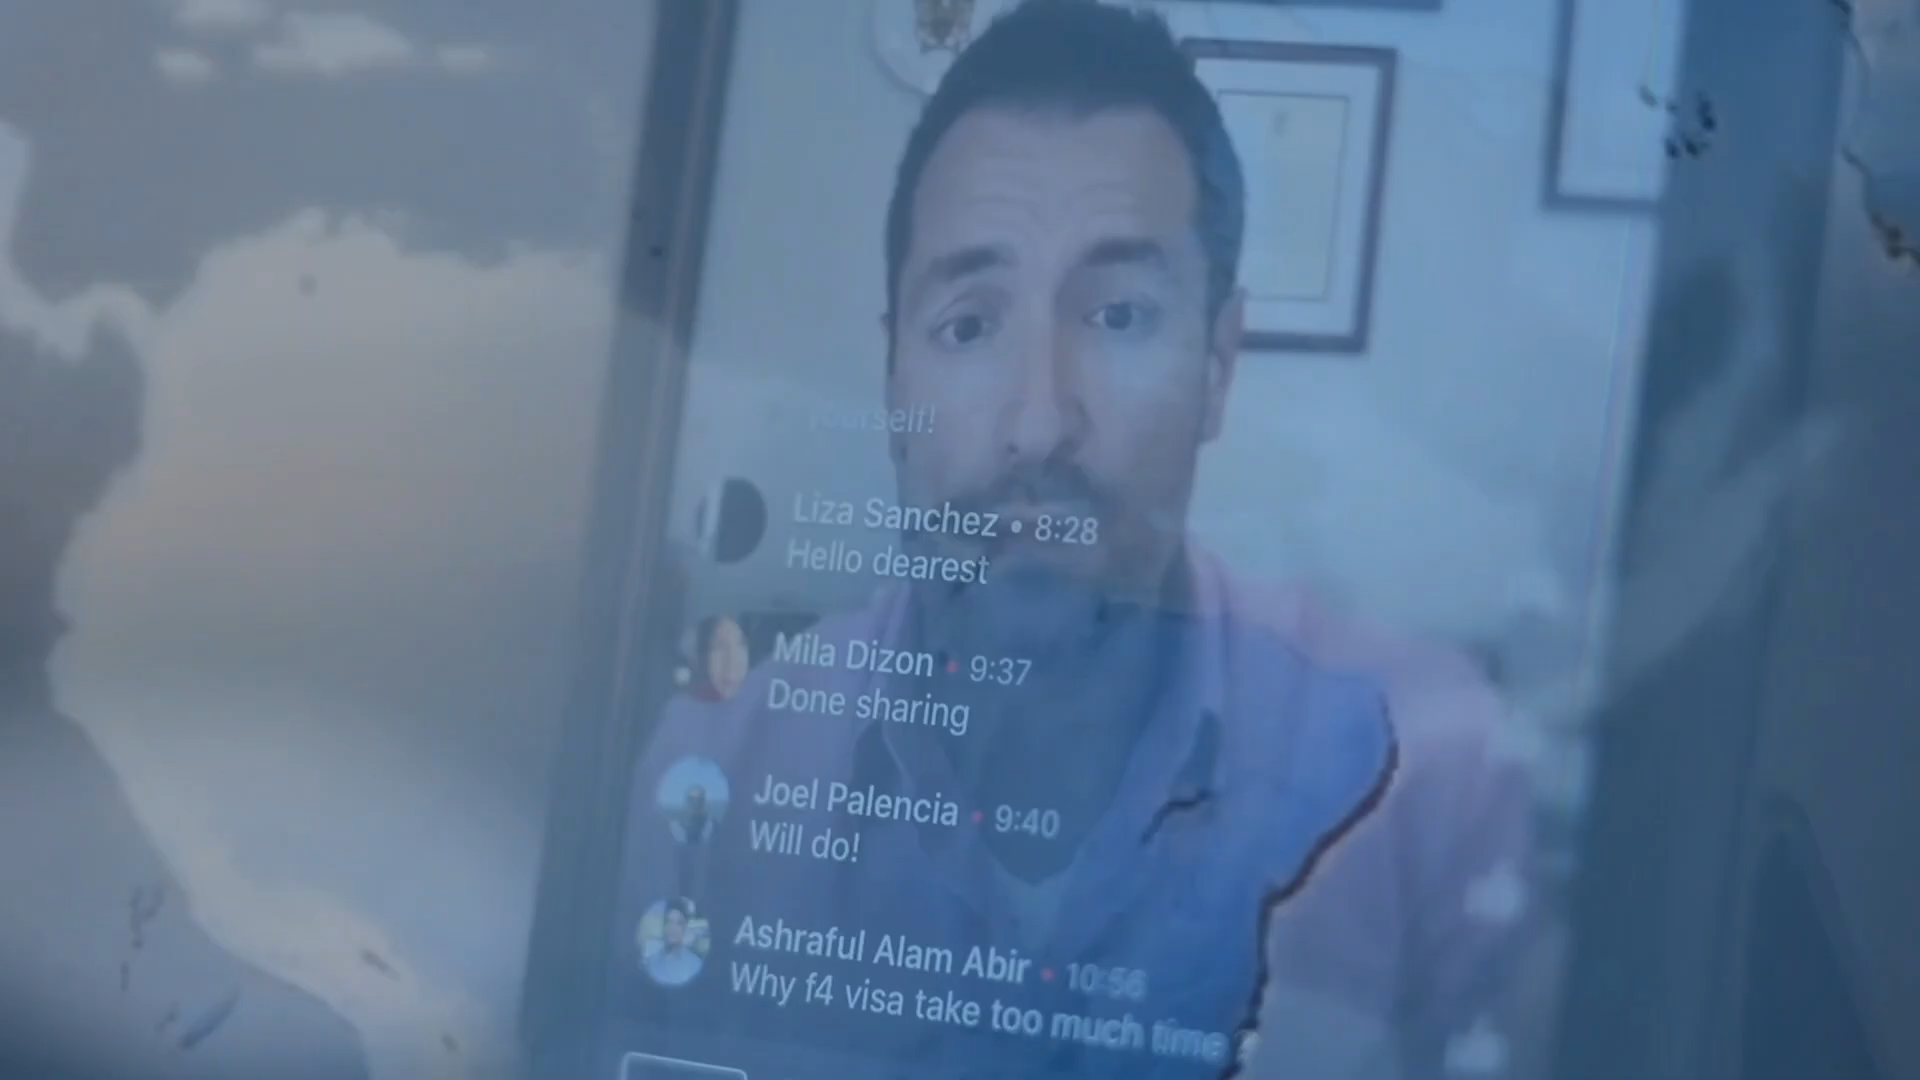 yourself!
Liza Sanchez • 8:28
Hello dearest
Mila Dizon • 9:37
Done sharing
Joel Palencia • 9:40
Will do!
Ashraful Alam Abir • 10:56
Why f4 visa take too much time